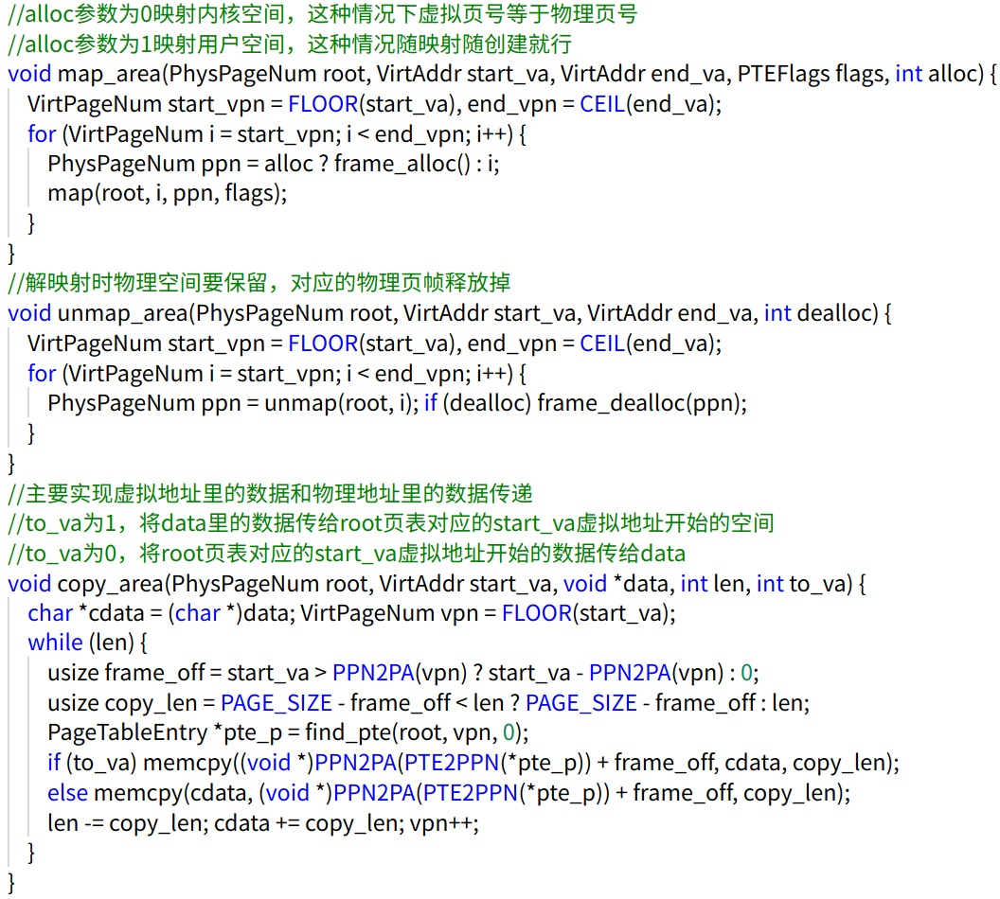 //alloc参数为0映射内核空间，这种情况下虚拟页号等于物理页号
//alloc参数为1映射用户空间，这种情况随映射随创建就行
void map_area(PhysPageNum root, VirtAddr start_va, VirtAddr end_va, PTEFlags flags, int alloc) {
VirtPageNum start_vpn = FLOOR(start_va), end_vpn = CEIL(end_va);
for (VirtPageNum i = start_vpn; i < end_vpn; i++) {
PhysPageNum ppn = alloc ? frame_alloc() : i;
map(root, i, ppn, flags);
}
}
//解映射时物理空间要保留，对应的物理页帧释放掉
void unmap_area(PhysPageNum root, VirtAddr start_va, VirtAddr end_va, int dealloc) {
VirtPageNum start_vpn = FLOOR(start_va), end_vpn = CEIL(end_va);
for (VirtPageNum i = start_vpn; i < end_vpn; i++) {
PhysPageNum ppn = unmap(root, i); if (dealloc) frame_dealloc(ppn);
}
}
//主要实现虚拟地址里的数据和物理地址里的数据传递
//to_va为1，将data里的数据传给root页表对应的start_va虚拟地址开始的空间
//to_va为0，将root页表对应的start_va虚拟地址开始的数据传给data
void copy_area(PhysPageNum root, VirtAddr start_va, void *data, int len, int to_va) {
char *cdata = (char *)data; VirtPageNum vpn = FLOOR(start_va);
while (len) {
usize frame_off = start_va > PPN2PA(vpn) ? start_va - PPN2PA(vpn) : 0;
usize copy_len = PAGE_SIZE - frame_off < len ? PAGE_SIZE - frame_off : len;
PageTableEntry *pte_p = find_pte(root, vpn, 0);
if (to_va) memcpy((void *)PPN2PA(PTE2PPN(*pte_p)) + frame_off, cdata, copy_len);
else memcpy(cdata, (void *)PPN2PA(PTE2PPN(*pte_p)) + frame_off, copy_len);
len -= copy_len; cdata += copy_len; vpn++;
}
}